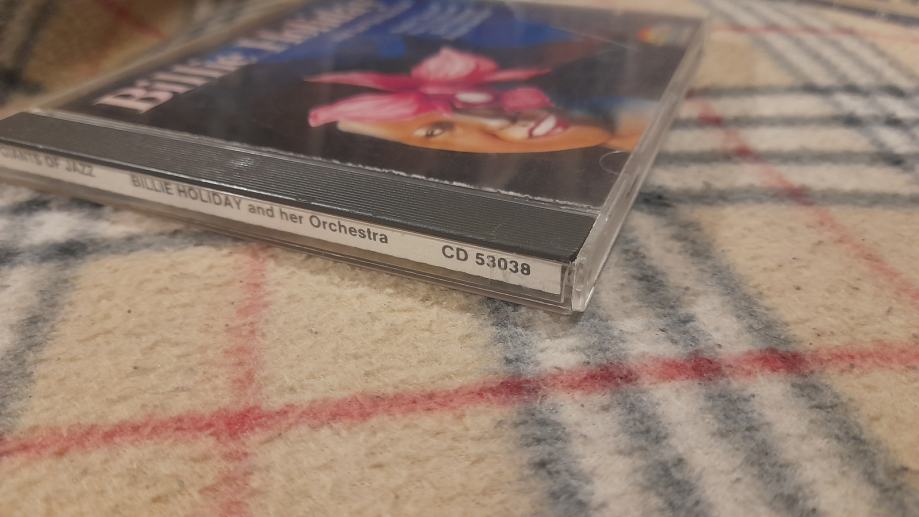 Billie Holiday
GIANTS OF JAZZ BILLIE HOLIDAY and her Orchestra CD 53038